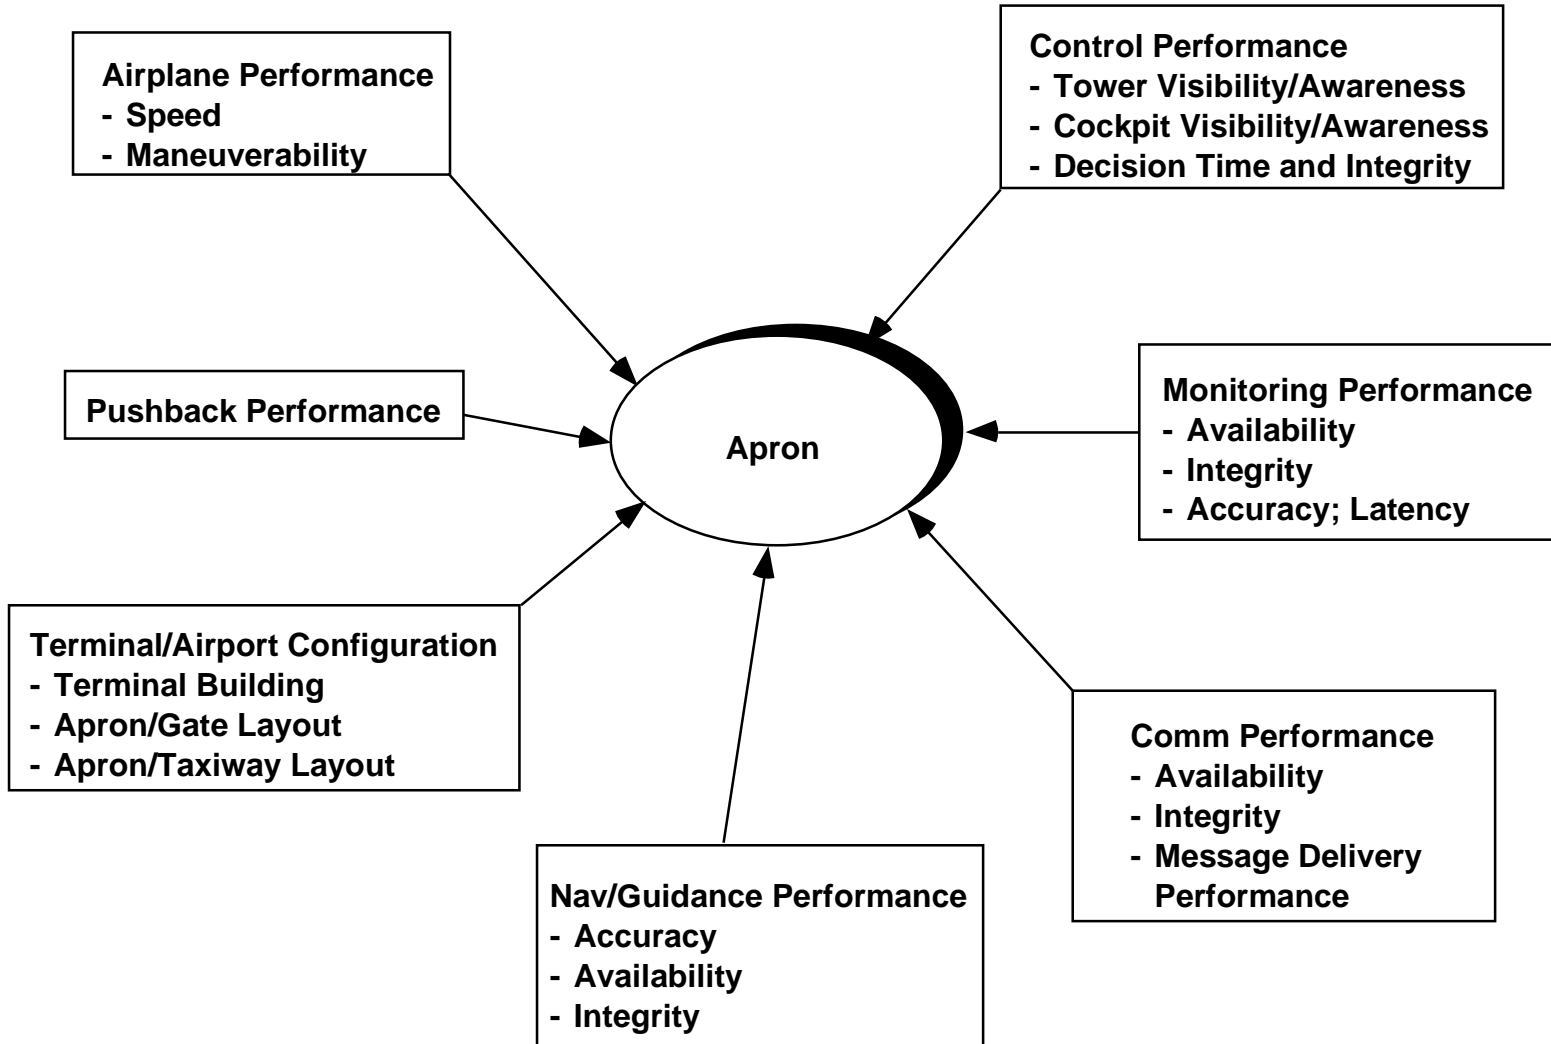 Airplane Performance
- Speed
- Maneuverability
Control Performance
- Tower Visibility/Awareness
- Cockpit Visibility/Awareness
- Decision Time and Integrity
Pushback Performance
Apron
Monitoring Performance
- Availability
- Integrity
- Accuracy; Latency
Terminal/Airport Configuration
- Terminal Building
- Apron/Gate Layout
- Apron/Taxiway Layout
Comm Performance
- Availability
- Integrity
- Message Delivery
Performance
Nav/Guidance Performance
- Accuracy
- Availability
- Integrity